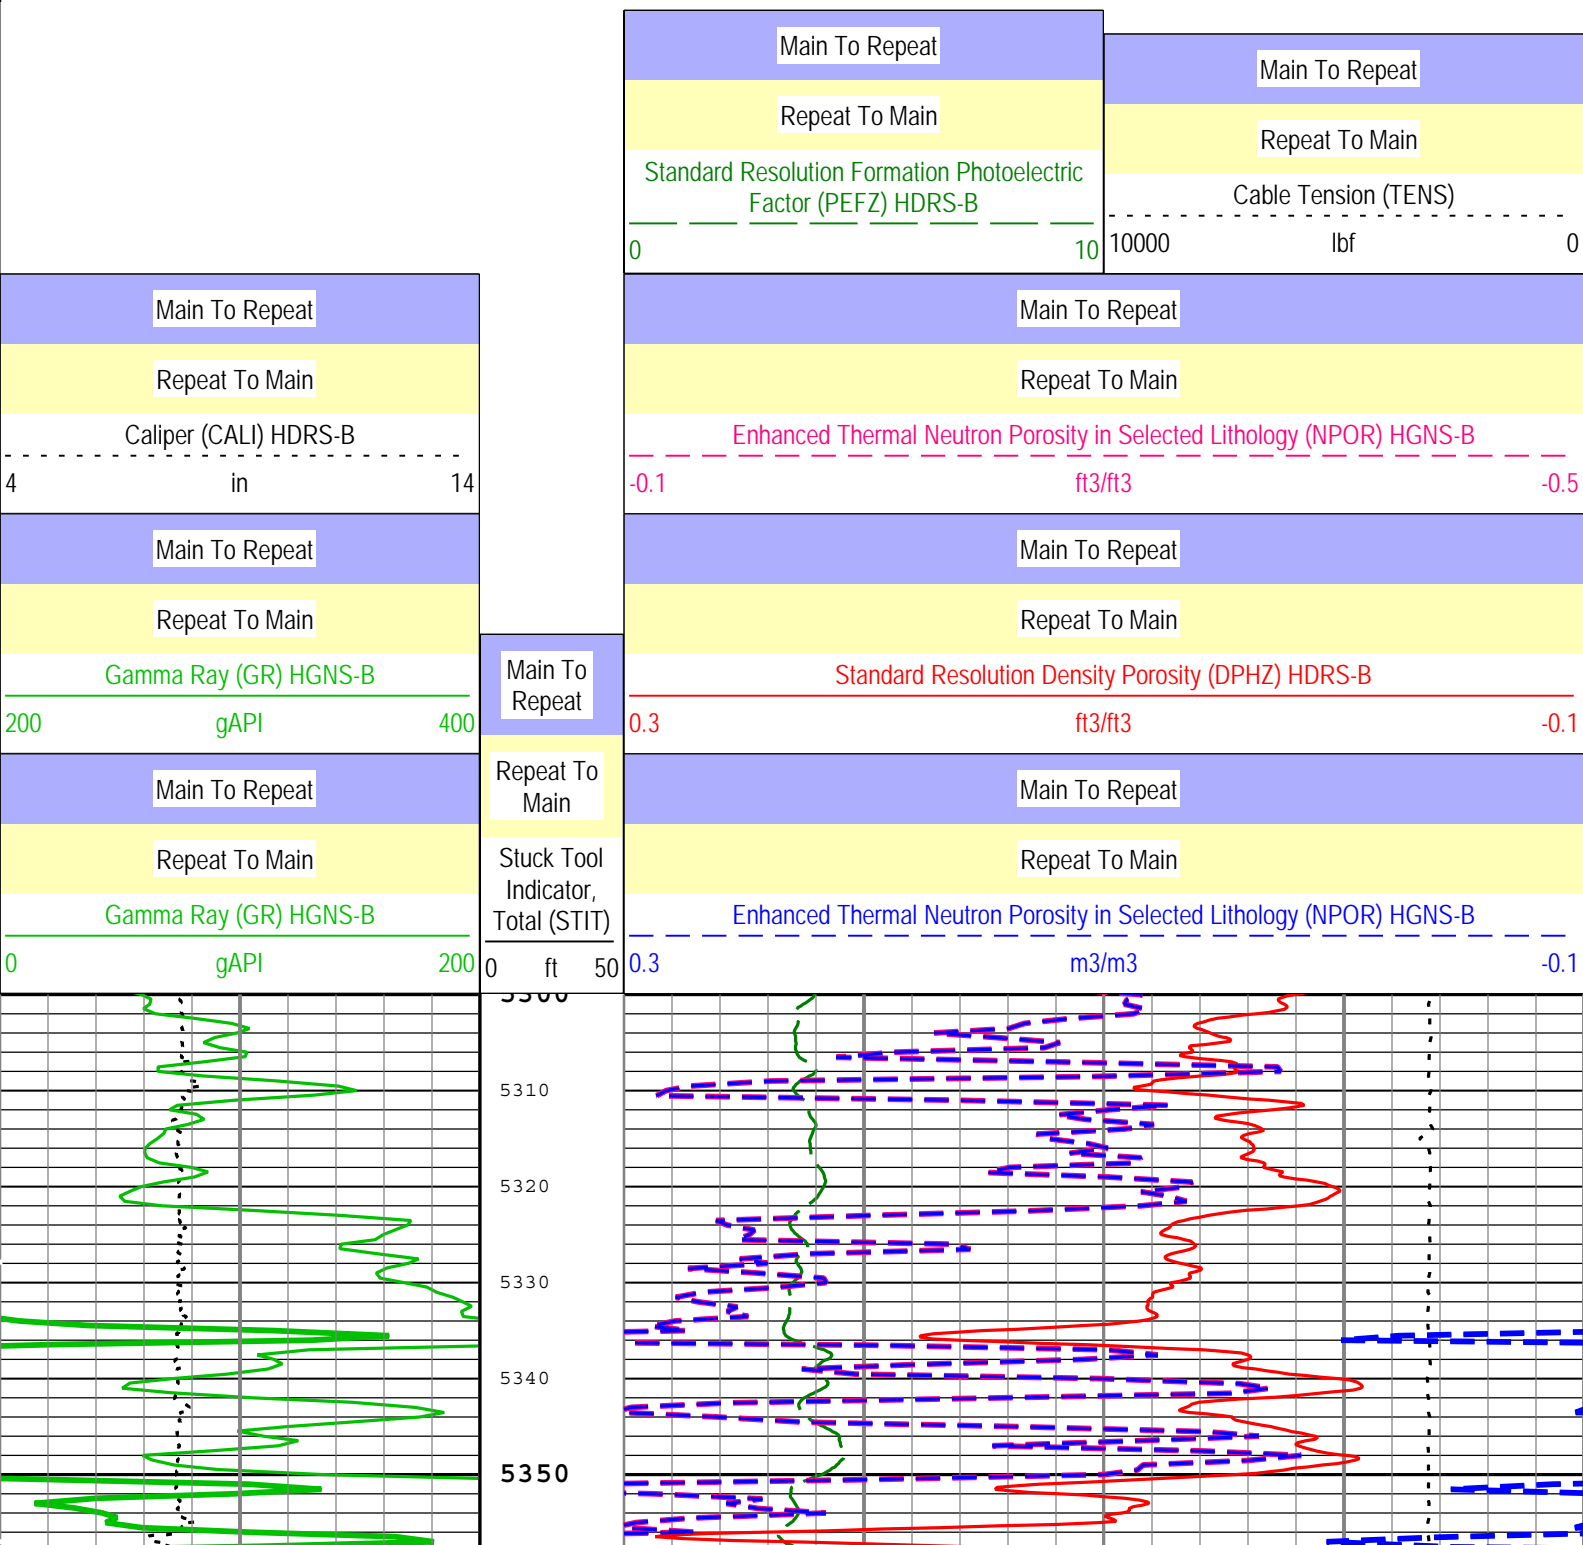 Main To Repeat
Repeat To Main
Standard Resolution Formation Photoelectric
Factor (PEFZ) HDRS-B
0 10
Main To Repeat
Repeat To Main
Cable Tension (TENS)
10000 lbf 0
Main To Repeat
Repeat To Main
Caliper (CALI) HDRS-B
4 in 14
Main To Repeat
Repeat To Main
Enhanced Thermal Neutron Porosity in Selected Lithology (NPOR) HGNS-B
-0.1 ft3/ft3 -0.5
Main To Repeat
Repeat To Main
Gamma Ray (GR) HGNS-B
200 gAPI 400
Main To Repeat
Repeat To Main
Standard Resolution Density Porosity (DPHZ) HDRS-B
0.3 ft3/ft3 -0.1
Main To Repeat
Repeat To Main
Gamma Ray (GR) HGNS-B
0 gAPI 200
Main To
Repeat
Repeat To
Main
Stuck Tool
Indicator,
Total (STIT)
0 ft 50
Main To Repeat
Repeat To Main
Enhanced Thermal Neutron Porosity in Selected Lithology (NPOR) HGNS-B
0.3 m3/m3 -0.1
5300
5310
5320
5330
5340
5350